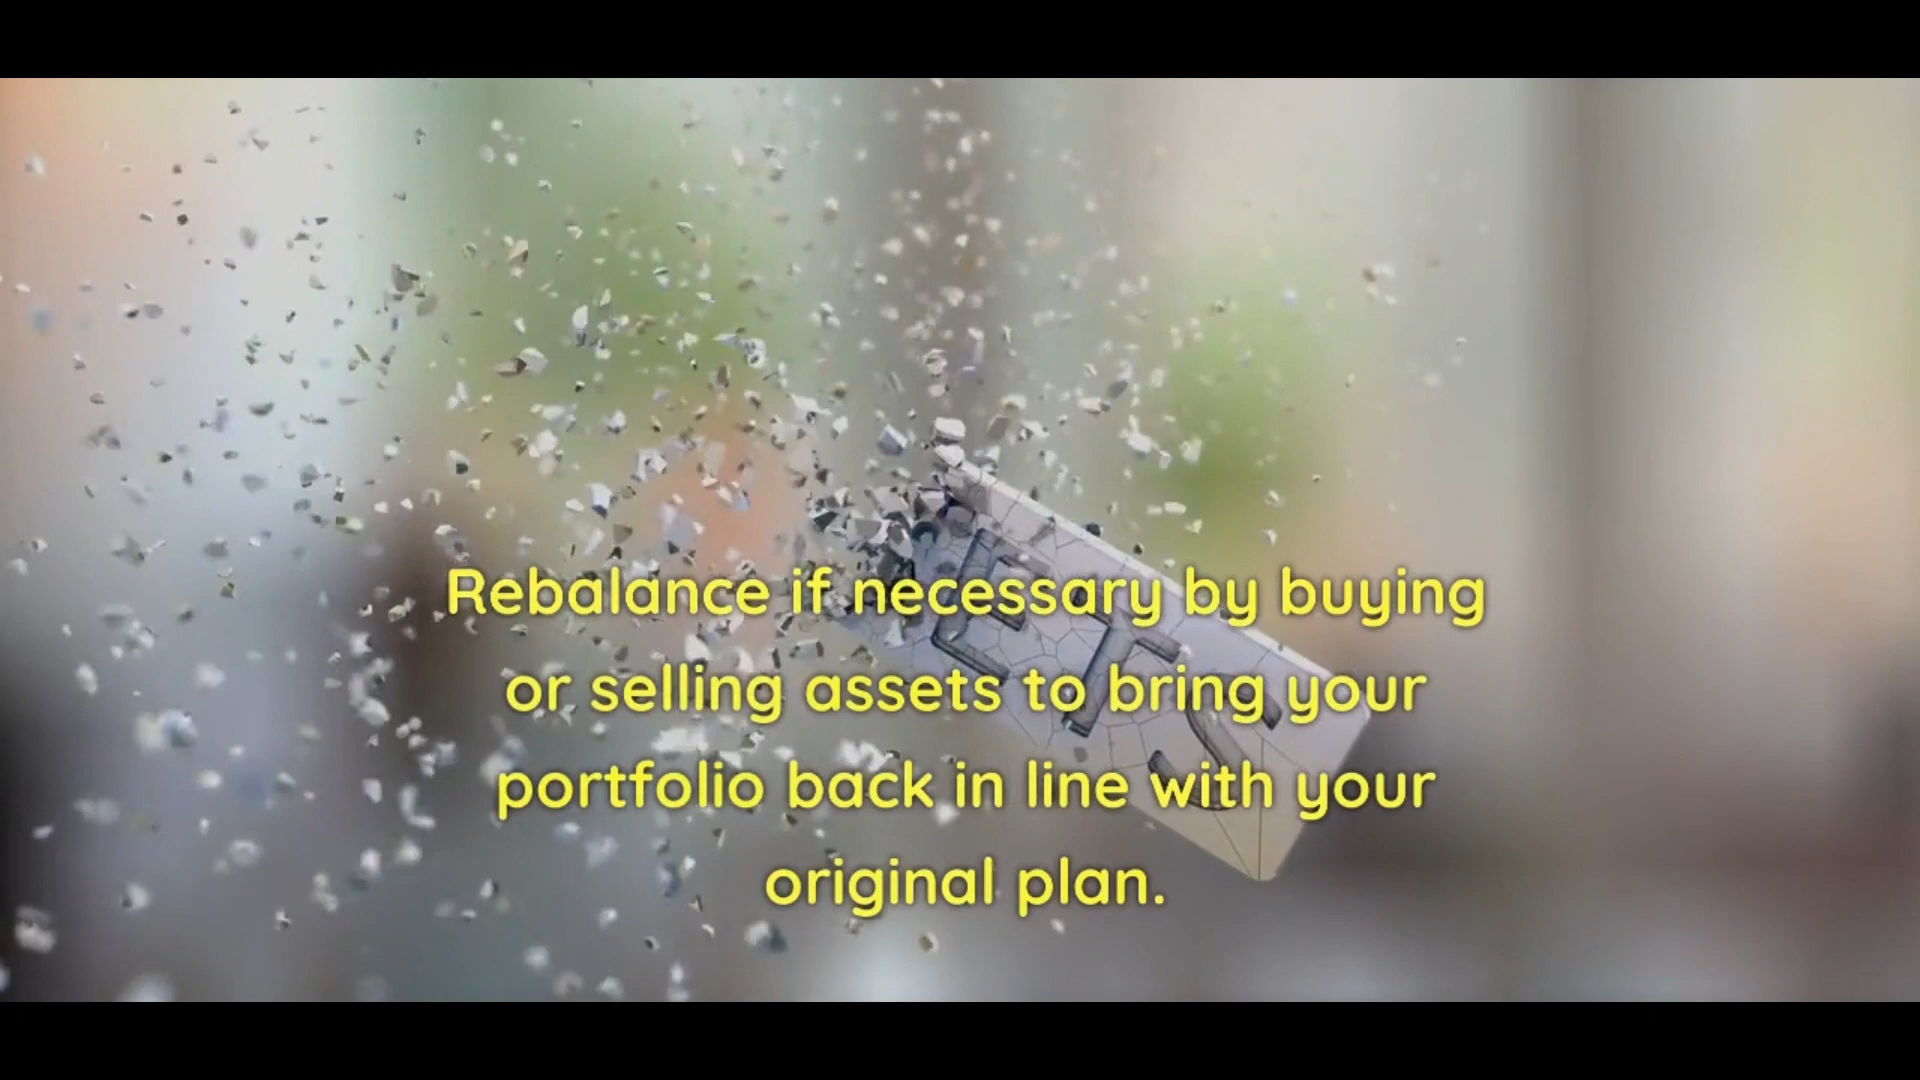 Rebalance if necessary by buying
or selling assets to bring your
portfolio back in line with your
original plan.